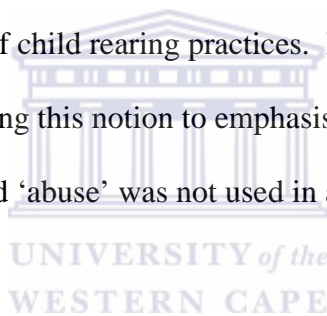 f child rearing practices.
ng this notion to emphasis
d ‘abuse’ was not used in a
UNIVERSITY of the
WESTERN CAPE